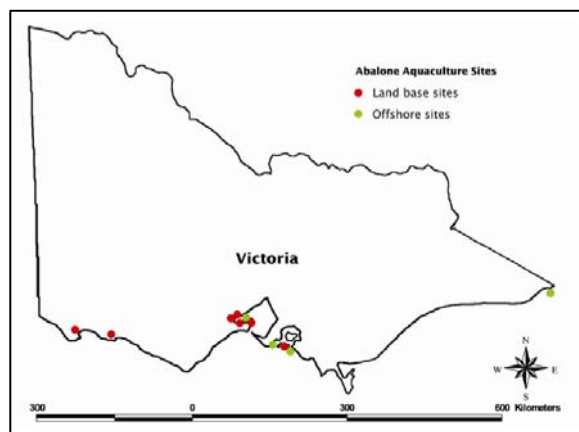 Abalone Aquaculture Sites
Land base sites
Offshore sites
Victoria
N
W E
S
300 0 300 600 Kilometers